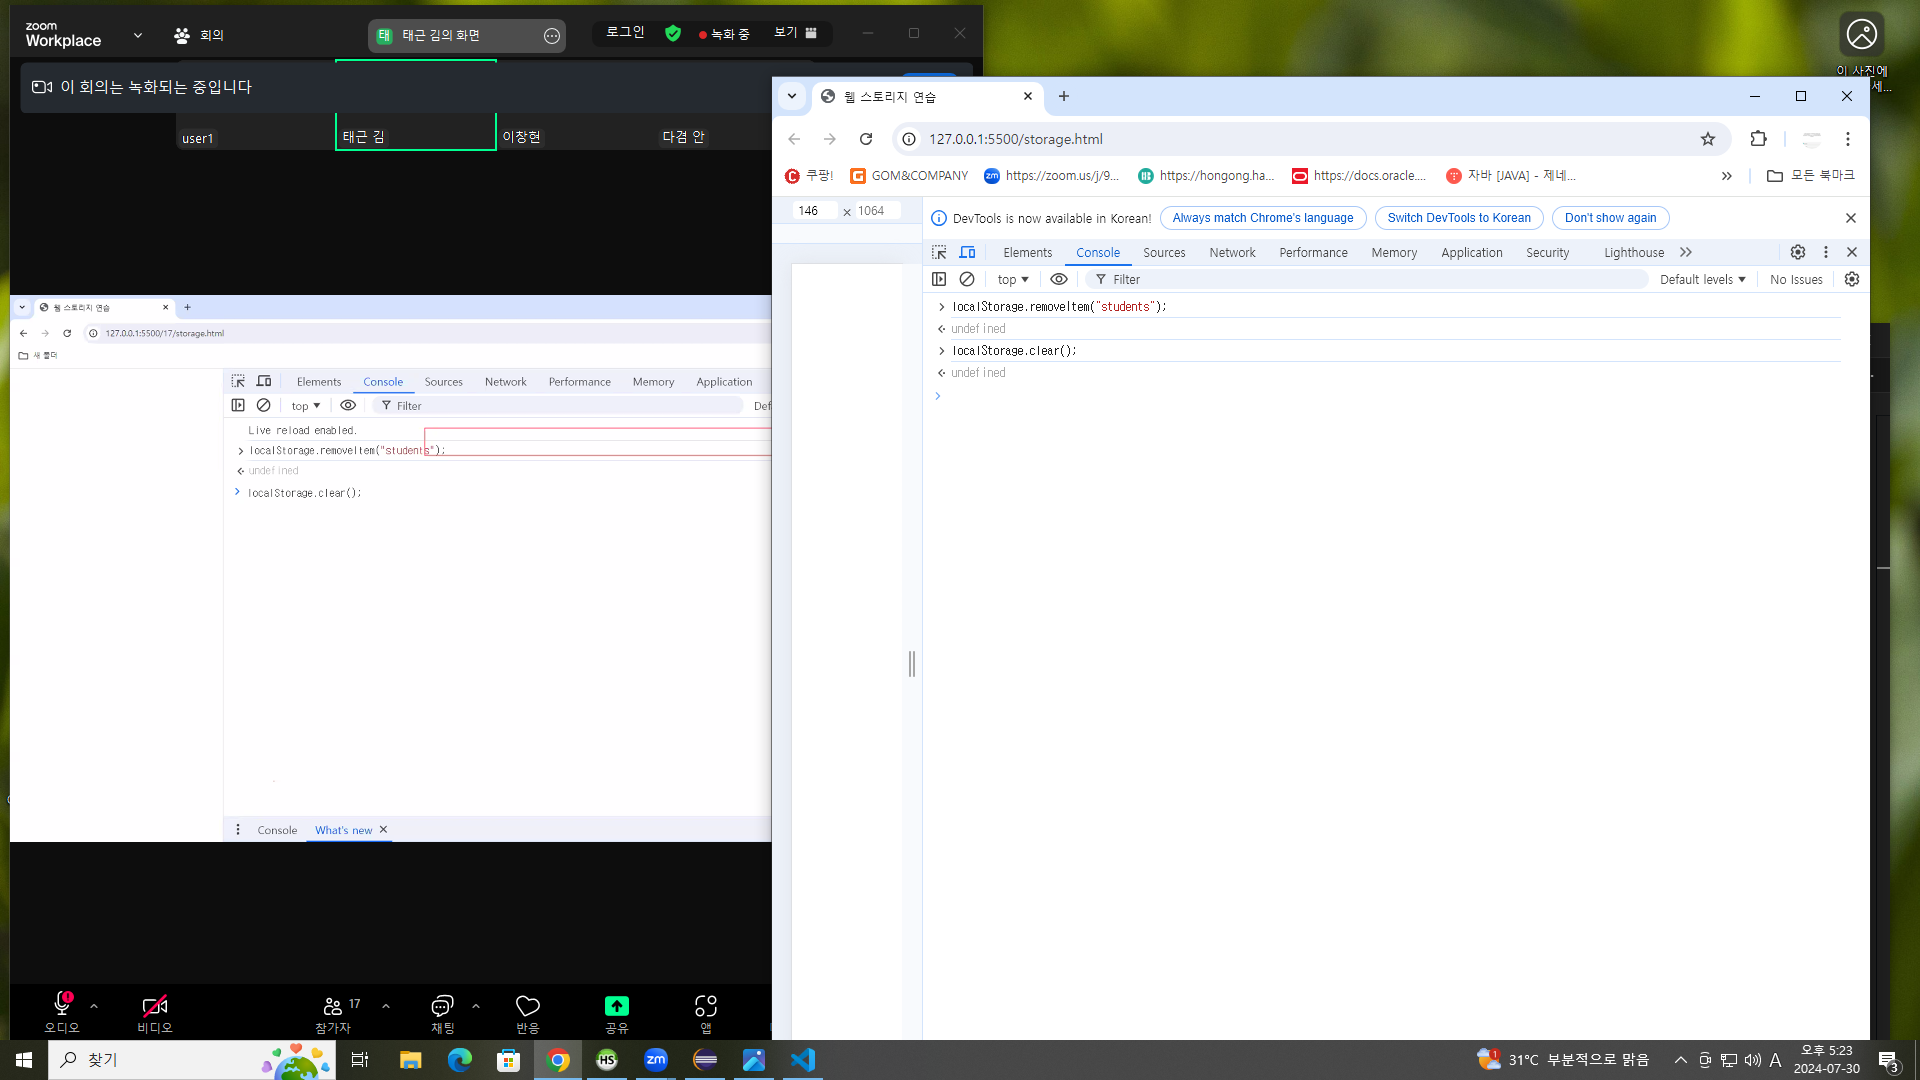 zoom
Workplace
회의
태 태근 김의 화면
로그인
녹화 중
보기
이 회의는 녹화되는 중입니다
user1
태근 김
이창현
다겸 안
웹 스토리지 연습
127.0.0.1:5500/17/storage.html
새 폴더
Elements Console Sources Network Performance Memory Application
top
Filter
Live reload enabled.
localStorage.removeItem("students");
undefined
localStorage.clear();
Console What's new
오디오
비디오
17
참가자
채팅
반응
공유
앱
웹 스토리지 연습
127.0.0.1:5500/storage.html
쿠팡! GOM&COMPANY https://zoom.us/j/9... https://hongong.ha... https://docs.oracle.... 자바 [JAVA] - 제네... 모든 북마크
146 × 1064
DevTools is now available in Korean! Always match Chrome's language Switch DevTools to Korean Don't show again
Elements Console Sources Network Performance Memory Application Security Lighthouse
top Filter Default levels No Issues
localStorage.removeItem("students");
undefined
localStorage.clear();
undefined
이 사진에
찾기
HS
zm
31°C 부분적으로 맑음
A
오후 5:23
2024-07-30
3